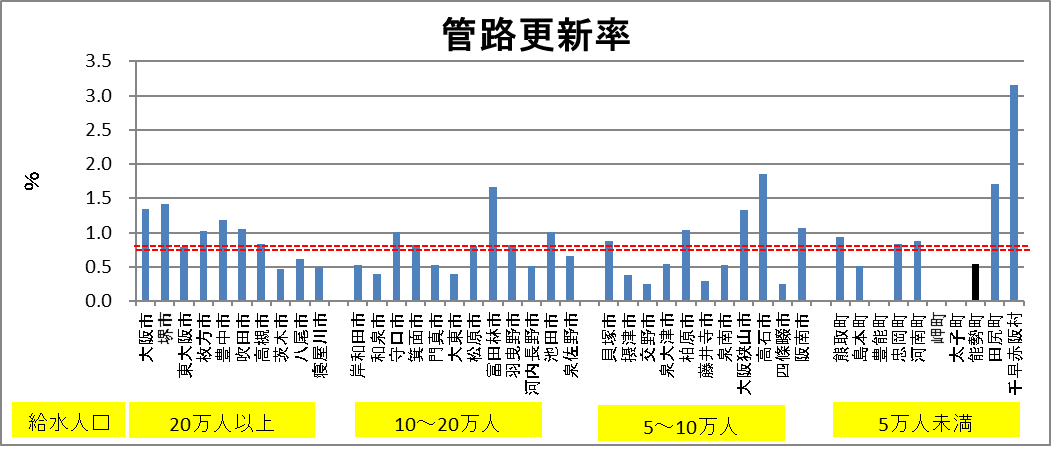 管路更新率
%
3.5
3.0
2.5
2.0
1.5
1.0
0.5
0.0
大阪市
堺市
東大阪市
枚方市
豊中市
吹田市
高槻市
茨木市
八尾市
寝屋川市
岸和田市
和泉市
守口市
箕面市
門真市
大東市
松原市
富田林市
羽曳野市
河内長野市
池田市
泉佐野市
貝塚市
摂津市
交野市
泉大津市
柏原市
藤井寺市
泉南市
大阪狭山市
高石市
四條畷市
阪南市
熊取町
島本町
豊能町
忠岡町
河南町
岬町
太子町
能勢町
田尻町
千早赤阪村
給水人口
20万人以上
10～20万人
5～10万人
5万人未満